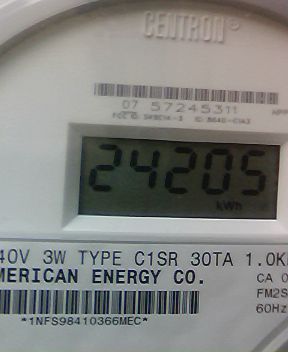 CENTRON®
07 57245311
24205
kWh
40V 3W TYPE C1SR 30TA 1.0K
MERICAN ENERGY CO.
CA 0
FM2S
60Hz
*1NFS98410366MEC*